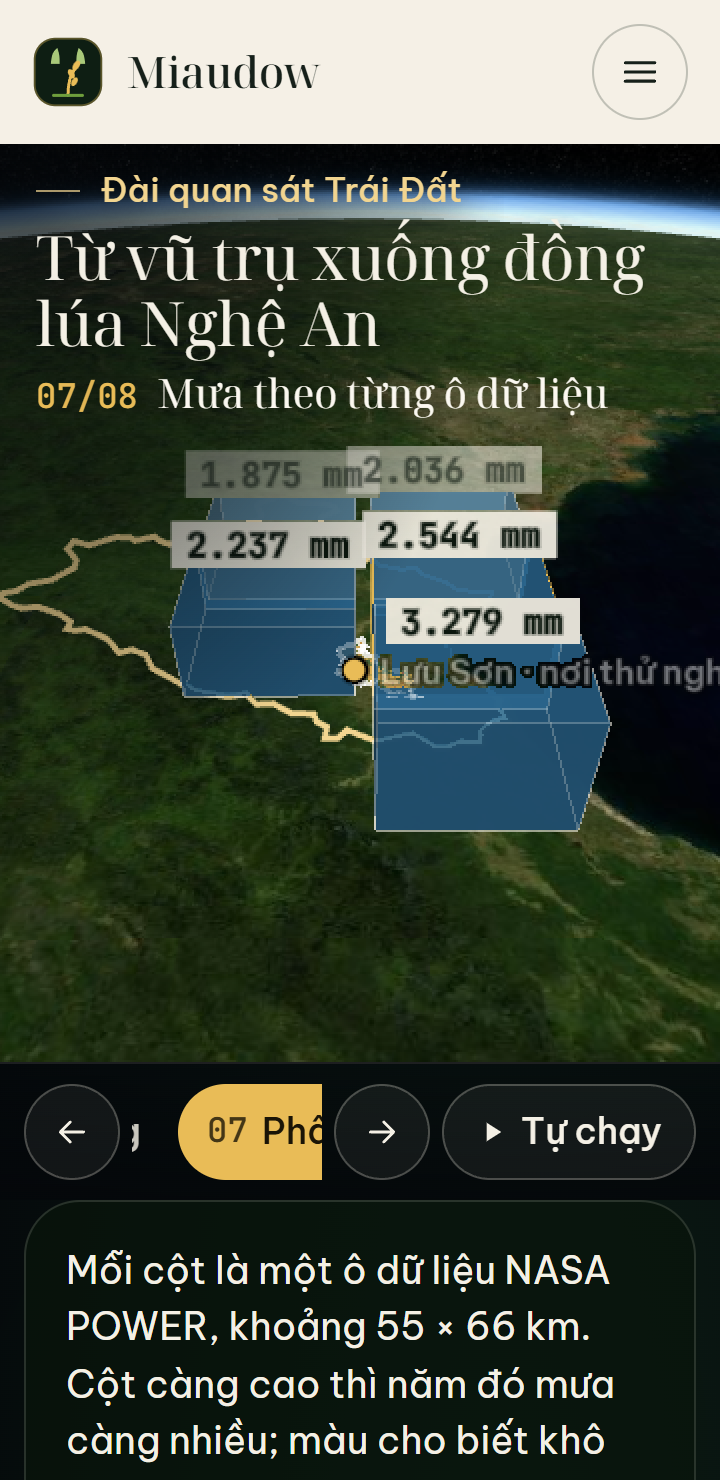 Miaudow
Đài quan sát Trái Đất
Từ vũ trụ xuống đồng
lúa Nghệ An
07/08 Mưa theo từng ô dữ liệu
1.875 mm 2.036 mm
2.237 mm 2.544 mm
3.279 mm
Lưu Sơn · nơi thử ngh
g 07 Phô Tự chạy
Mỗi cột là một ô dữ liệu NASA
POWER, khoảng 55 × 66 km.
Cột càng cao thì năm đó mưa
càng nhiều; màu cho biết khô